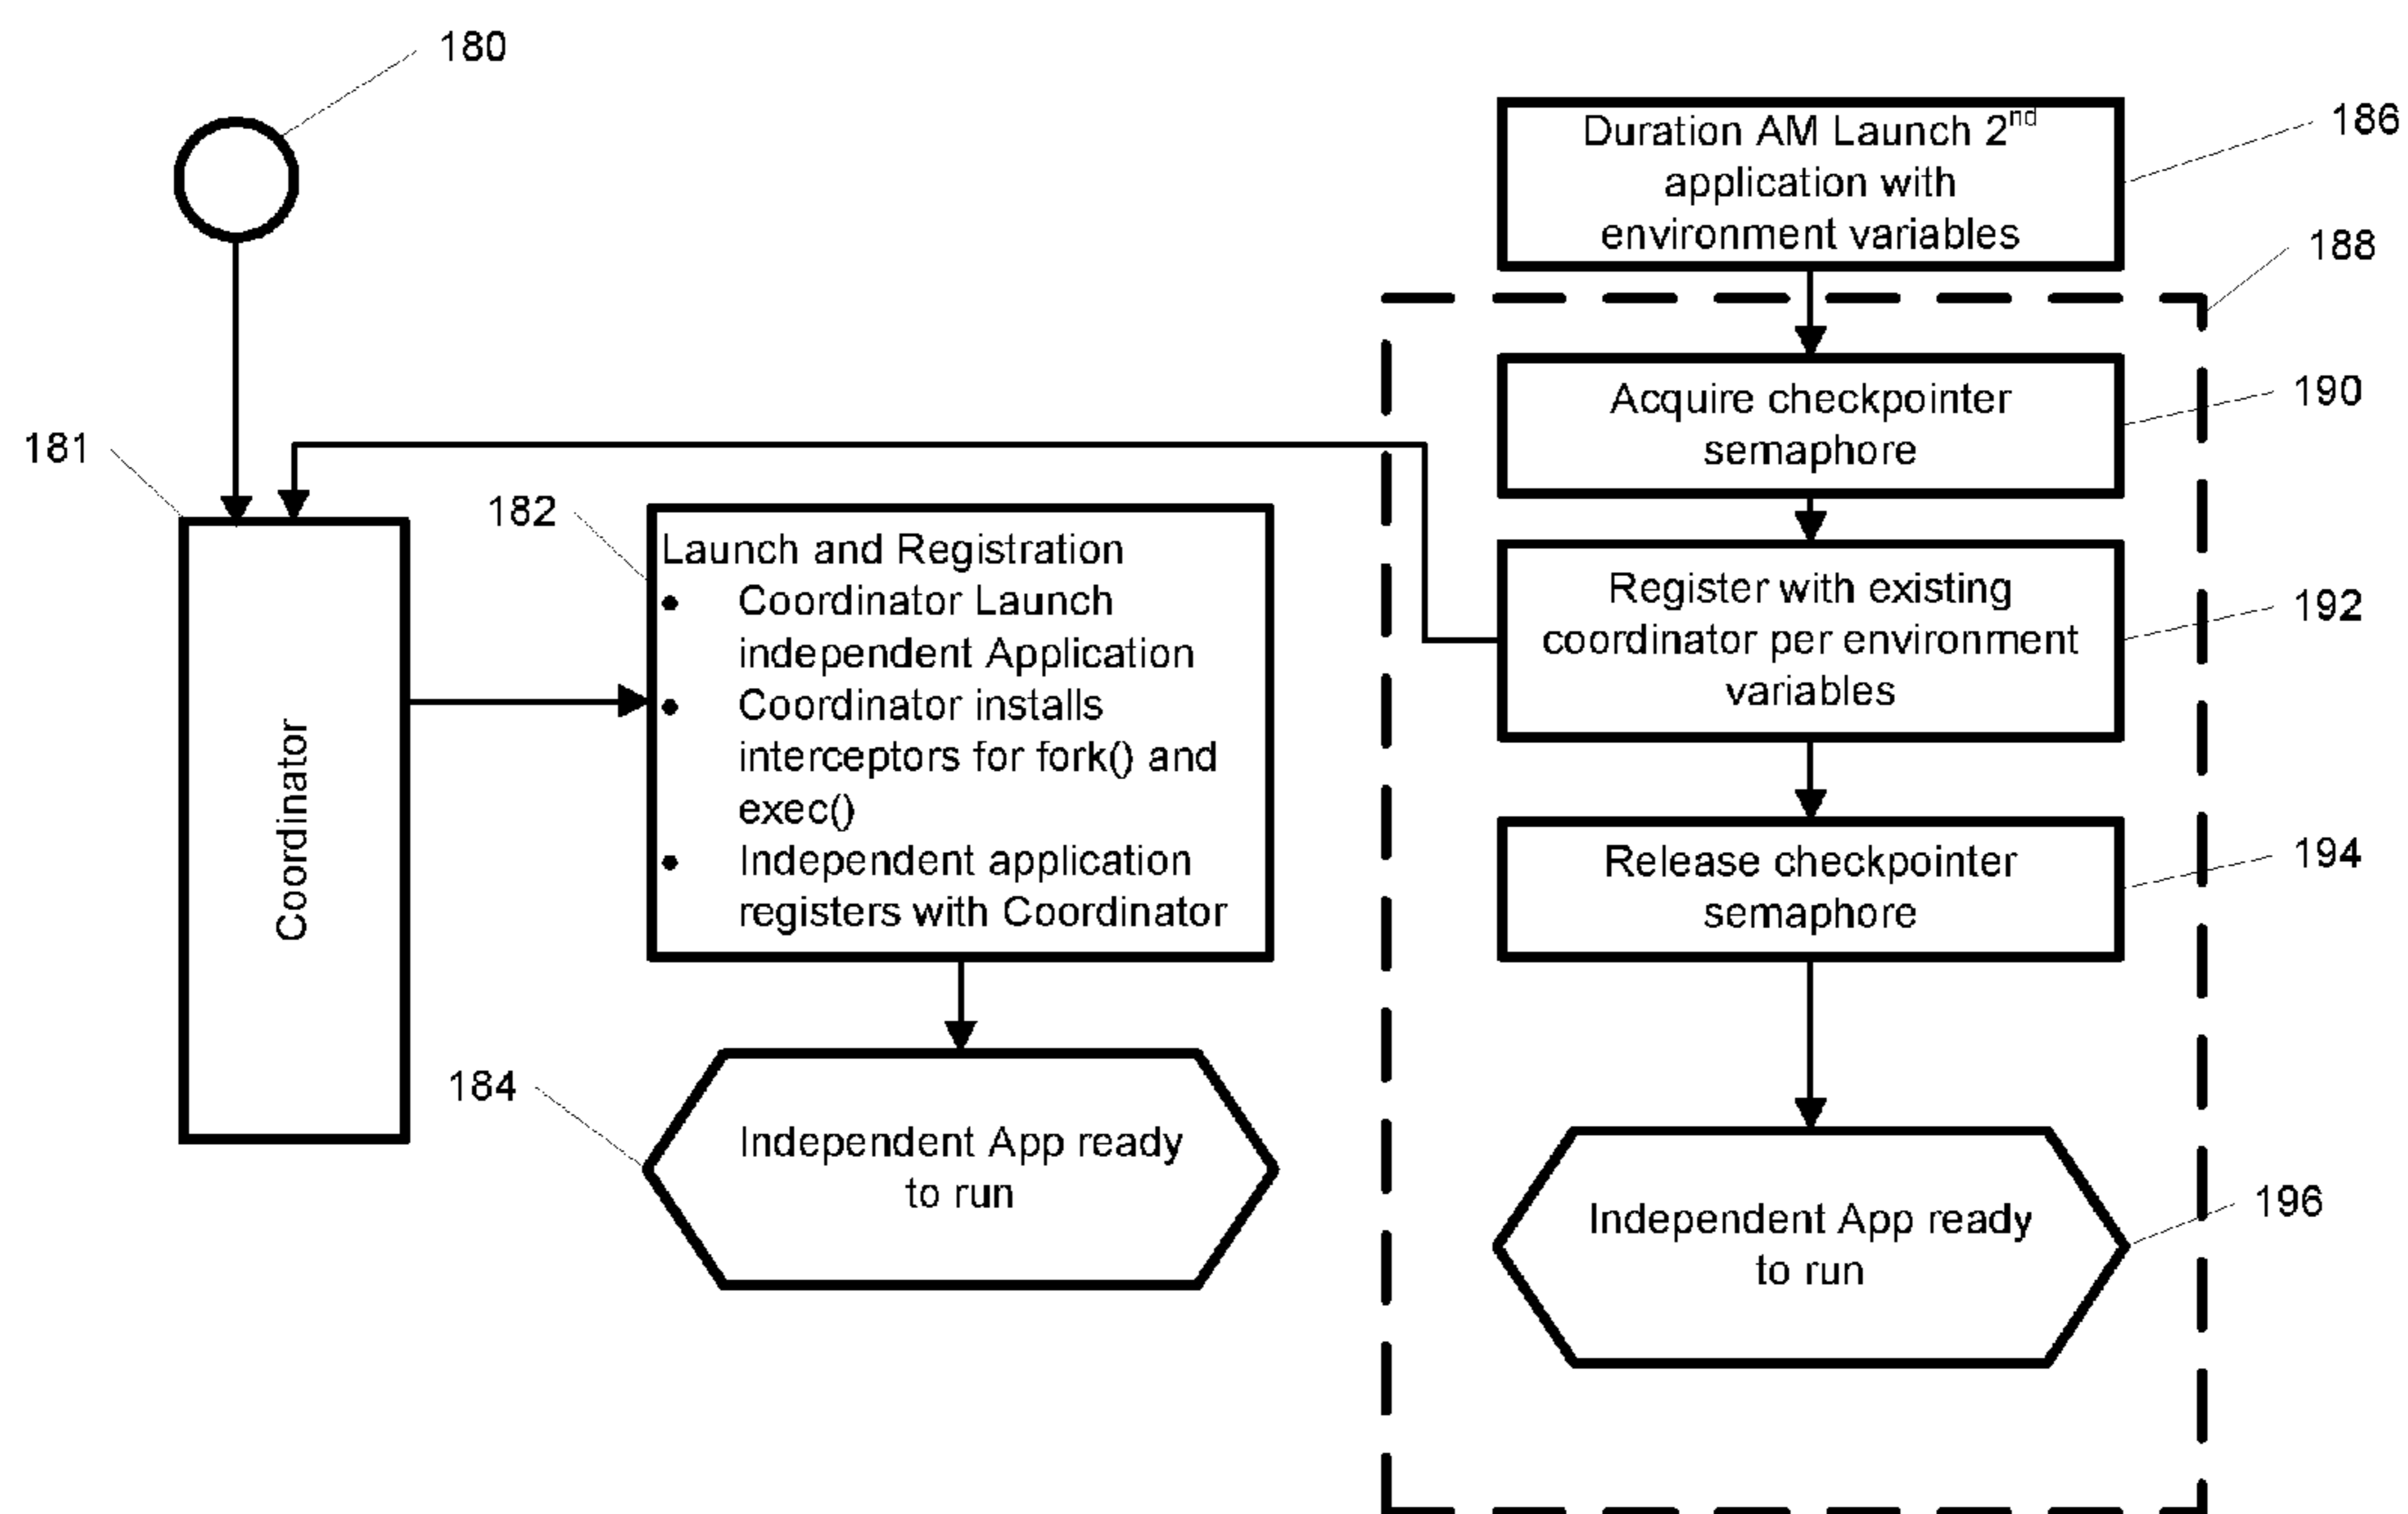 180
Duration AM Launch 2nd
application with
environment variables
186
188
Acquire checkpointer
semaphore
190
181
182
Launch and Registration
• Coordinator Launch
independent Application
• Coordinator installs
interceptors for fork() and
exec()
• Independent application
registers with Coordinator
Coordinator
Register with existing
coordinator per environment
variables
192
Release checkpointer
semaphore
194
184
Independent App ready
to run
Independent App ready
to run
196